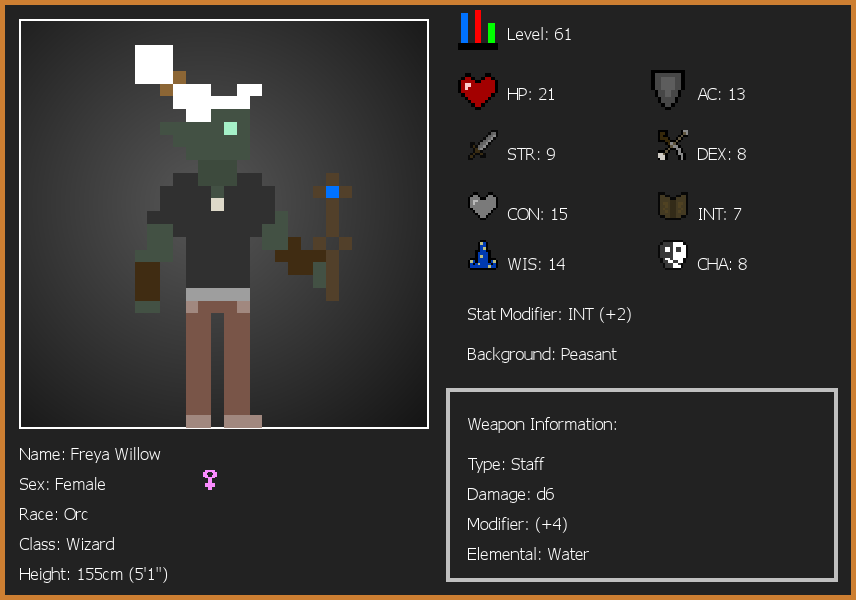 Level: 61
HP: 21
AC: 13
STR: 9
DEX: 8
CON: 15
INT: 7
WIS: 14
CHA: 8
Stat Modifier: INT (+2)
Background: Peasant
Weapon Information:
Type: Staff
Damage: d6
Modifier: (+4)
Elemental: Water
Name: Freya Willow
Sex: Female
Race: Orc
Class: Wizard
Height: 155cm (5'1")